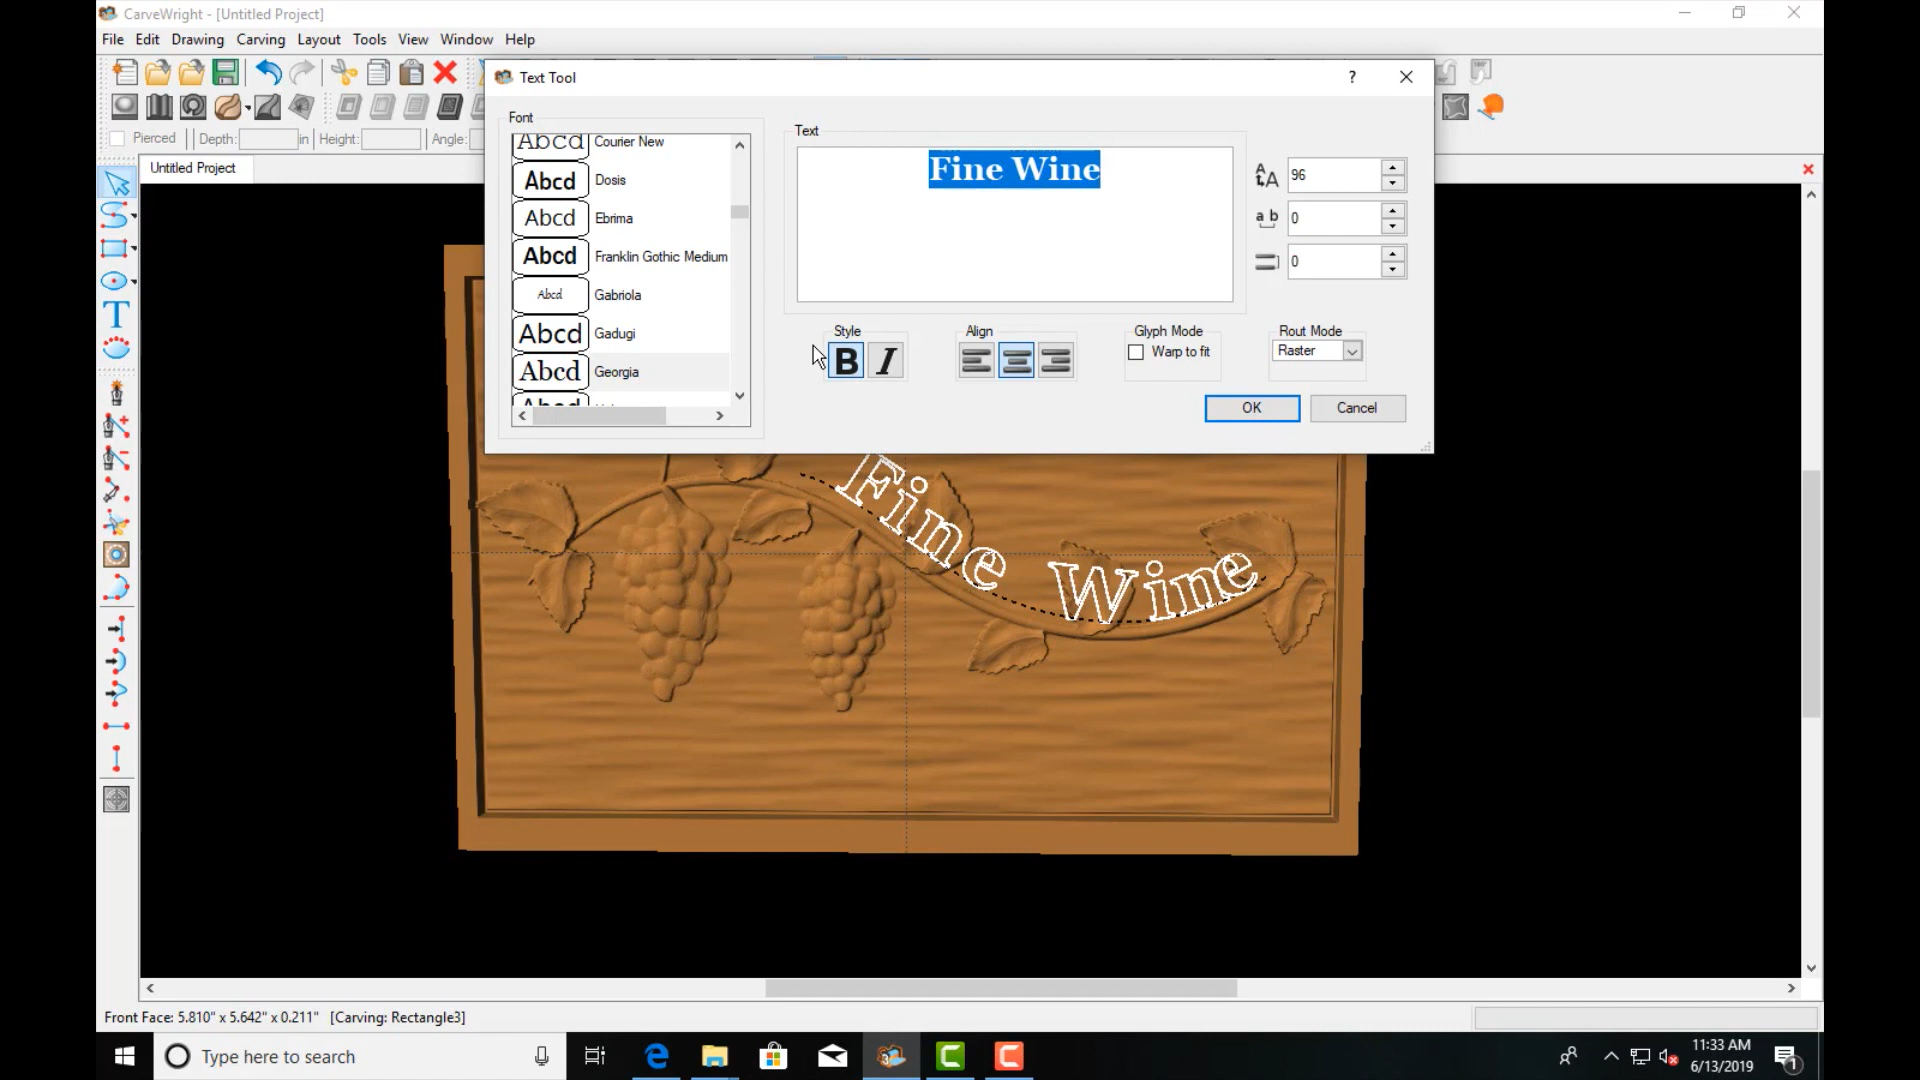 CarveWright - [Untitled Project]
File Edit Drawing Carving Layout Tools View Window Help
Text Tool ?
Pierced Depth: in Height: Angle:
Untitled Project
Font
Abcd Courier New
Abcd Dosis
Abcd Ebrima
Abcd Franklin Gothic Medium
Abcd Gabriola
Abcd Gadugi
Abcd Georgia
Text
Fine Wine
96
a b 0
0
Style
B I
Align
Glyph Mode
Warp to fit
Rout Mode
Raster
OK Cancel
T
Fine Wine
Front Face: 5.810" x 5.642" x 0.211" [Carving: Rectangle3]
Type here to search
11:33 AM
6/13/2019
1